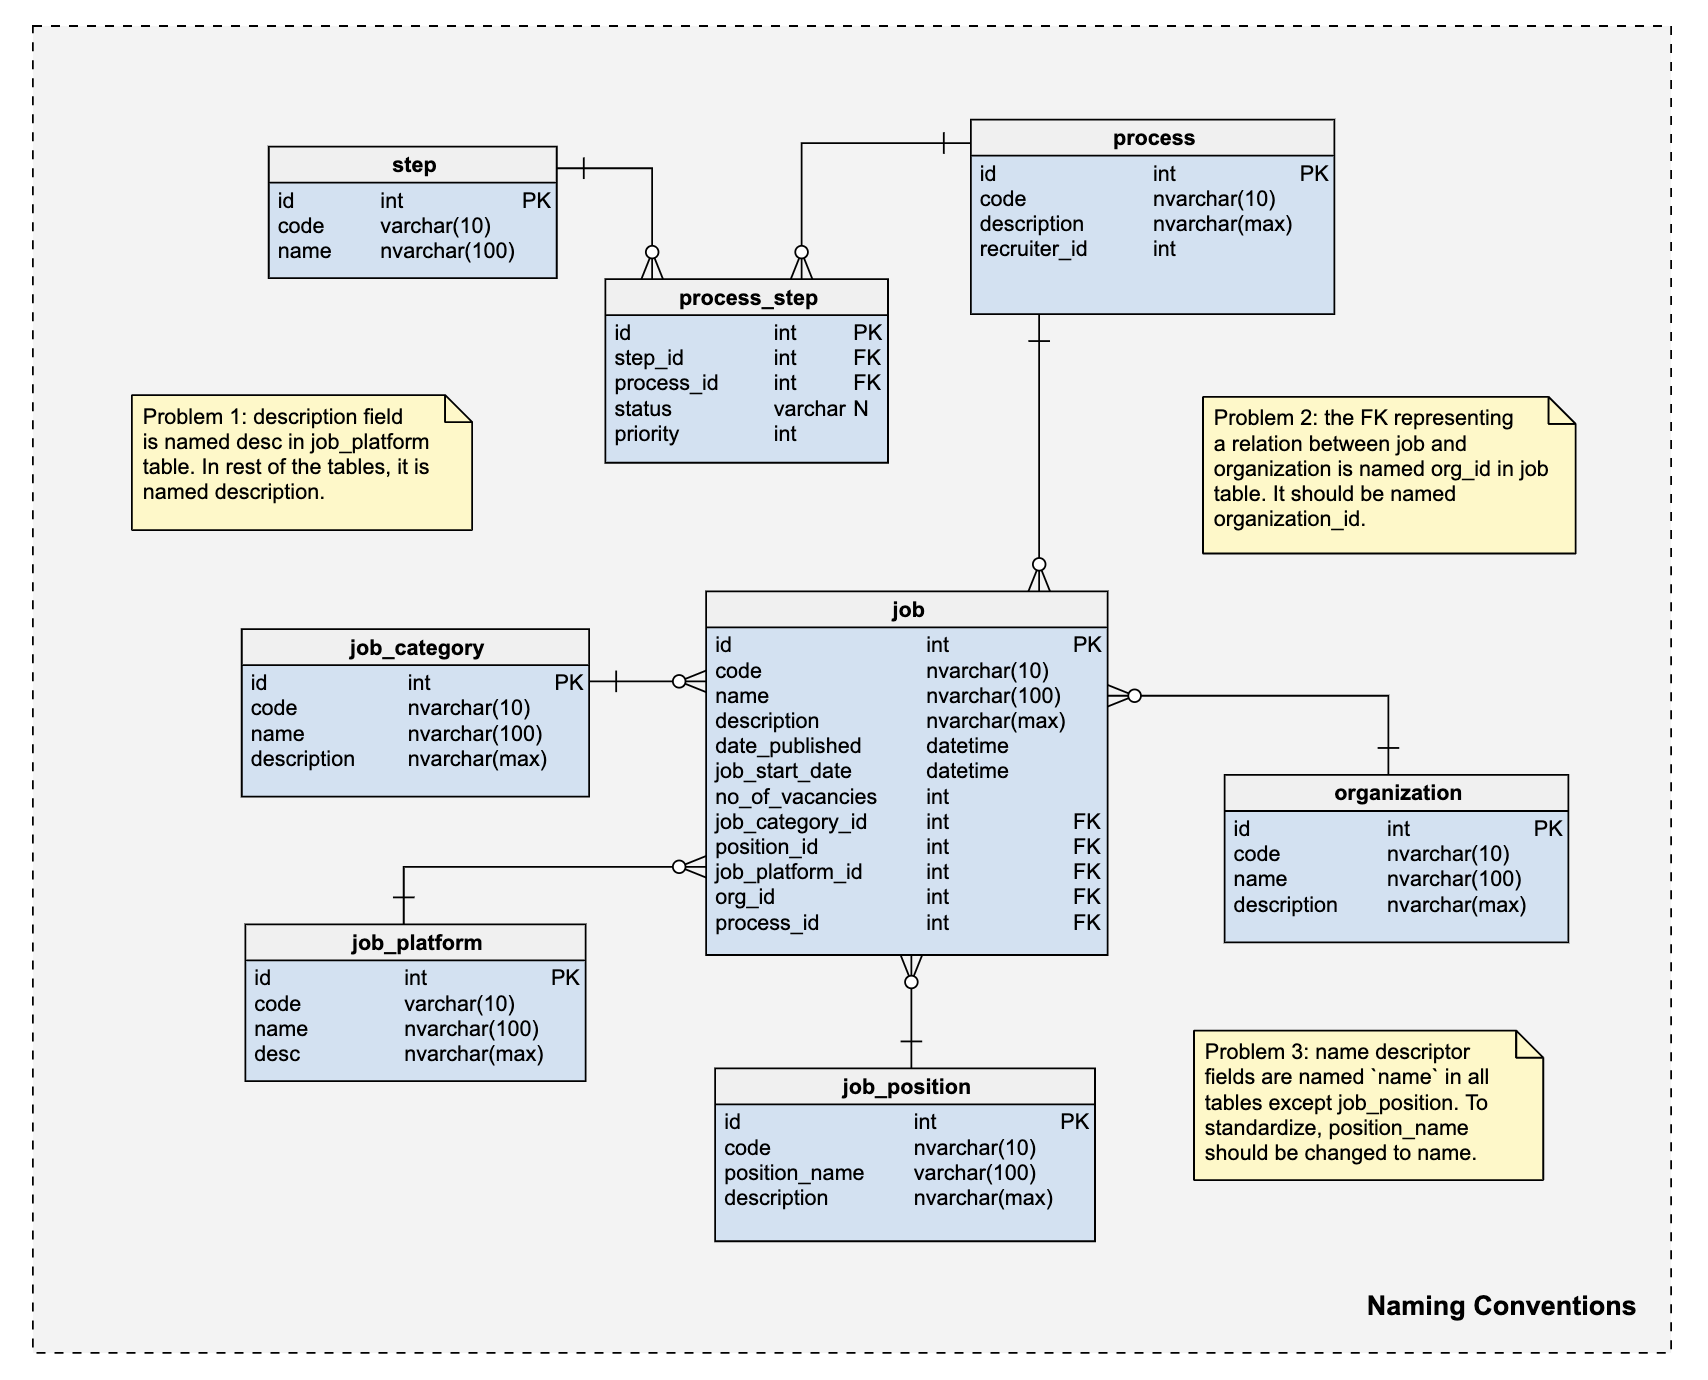 step
id int PK
code varchar(10)
name nvarchar(100)
process
id int PK
code nvarchar(10)
description nvarchar(max)
recruiter_id int
process_step
id int PK
step_id int FK
process_id int FK
status varchar N
priority int
Problem 1: description field
is named desc in job_platform
table. In rest of the tables, it is
named description.
Problem 2: the FK representing
a relation between job and
organization is named org_id in job
table. It should be named
organization_id.
job_category
id int PK
code nvarchar(10)
name nvarchar(100)
description nvarchar(max)
job
id int PK
code nvarchar(10)
name nvarchar(100)
description nvarchar(max)
date_published datetime
job_start_date datetime
no_of_vacancies int
job_category_id int FK
position_id int FK
job_platform_id int FK
org_id int FK
process_id int FK
organization
id int PK
code nvarchar(10)
name nvarchar(100)
description nvarchar(max)
job_platform
id int PK
code varchar(10)
name nvarchar(100)
desc nvarchar(max)
job_position
id int PK
code nvarchar(10)
position_name varchar(100)
description nvarchar(max)
Problem 3: name descriptor
fields are named `name` in all
tables except job_position. To
standardize, position_name
should be changed to name.
Naming Conventions